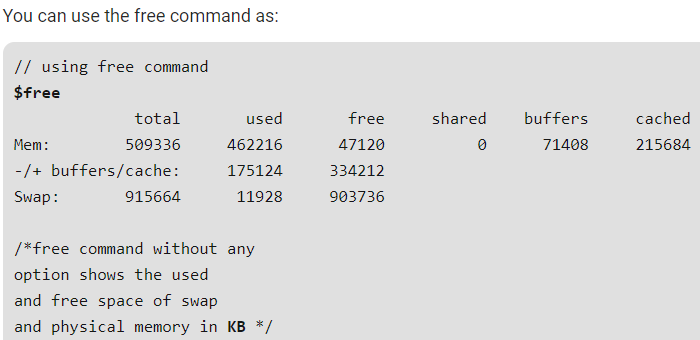 You can use the free command as:
// using free command
$free
total used free shared buffers cached
Mem: 509336 462216 47120 0 71408 215684
-/+ buffers/cache: 175124 334212
Swap: 915664 11928 903736
/*free command without any
option shows the used
and free space of swap
and physical memory in KB */